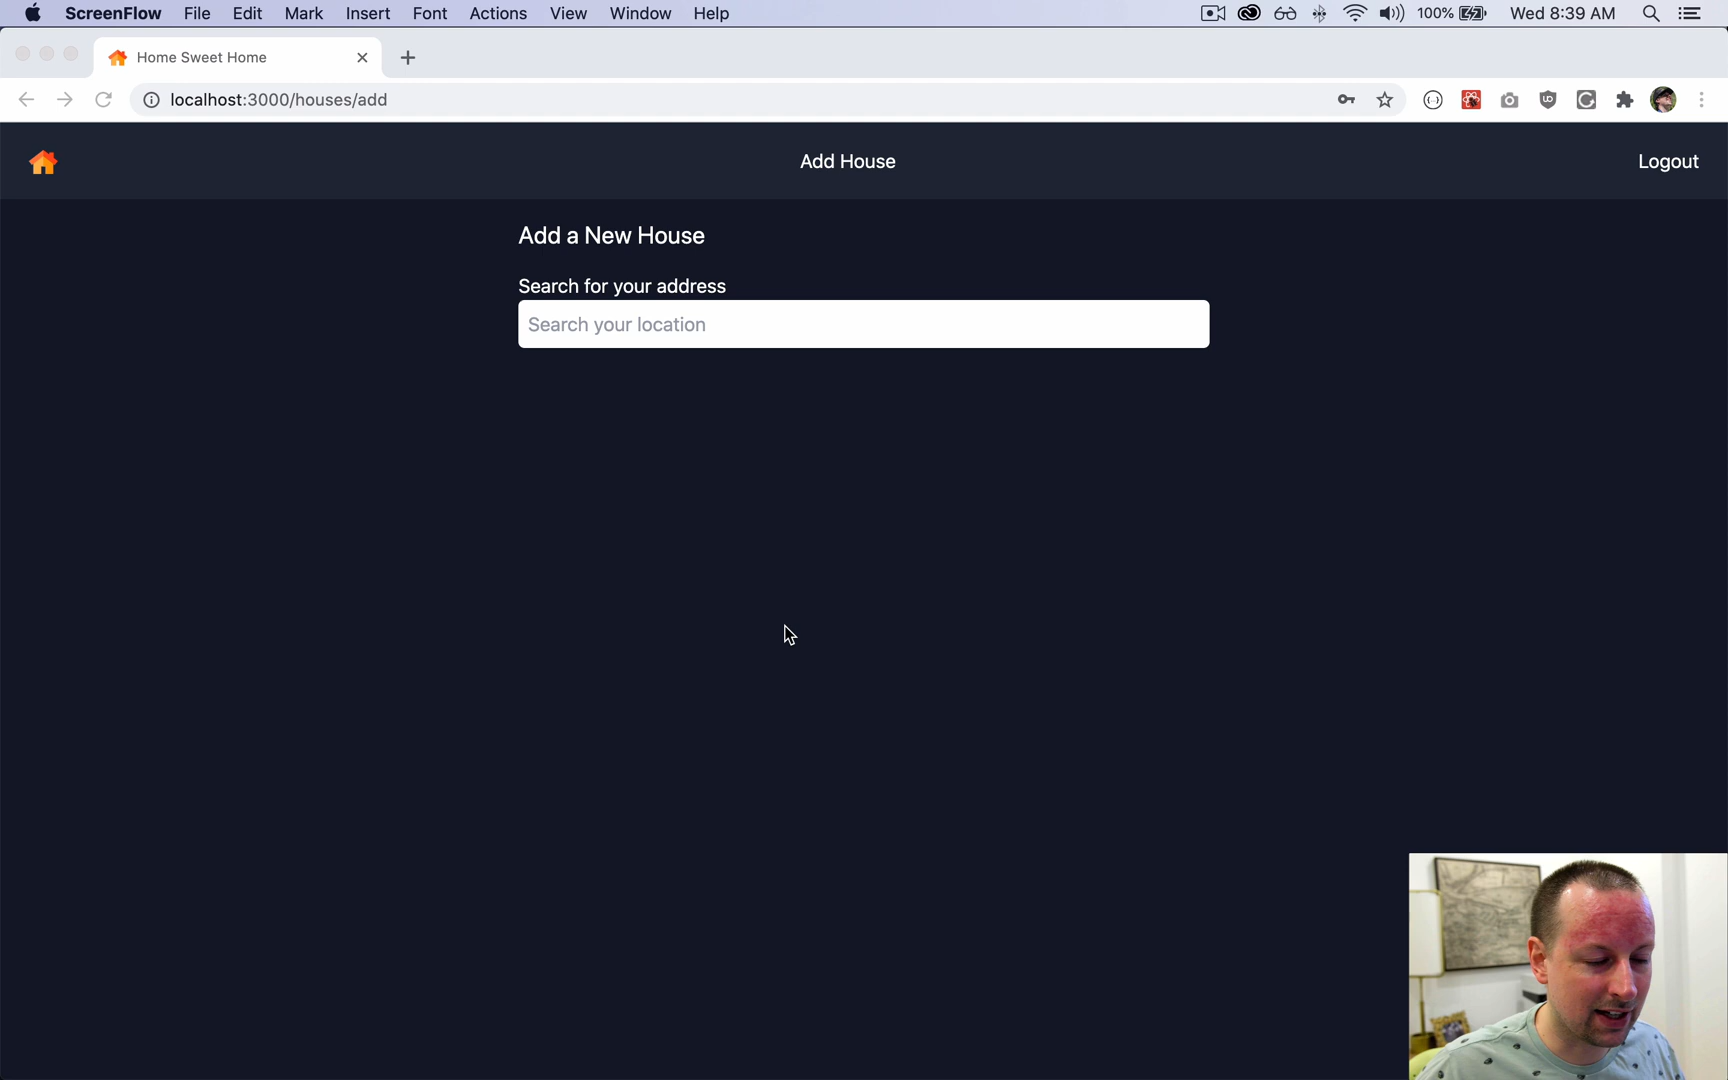 ScreenFlow File Edit Mark Insert Font Actions View Window Help 100% Wed 8:39 AM
Home Sweet Home
localhost:3000/houses/add
Add House
Logout
Add a New House
Search for your address
Search your location